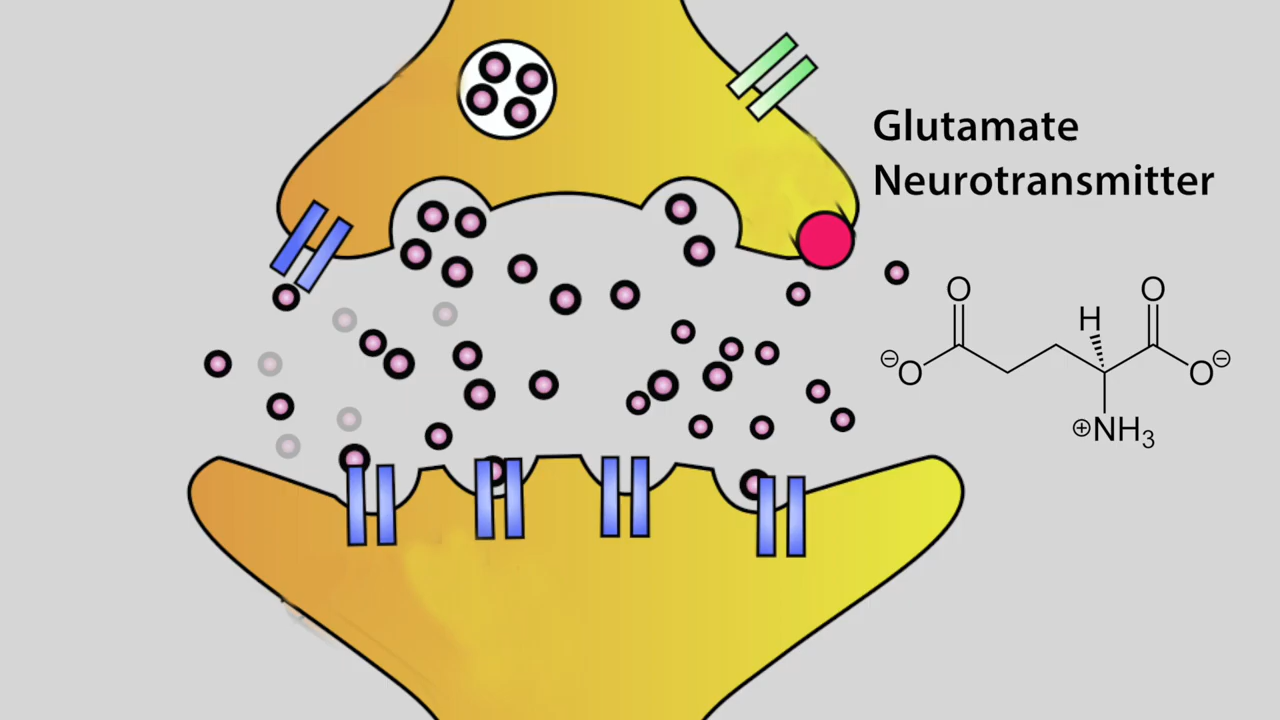 Glutamate
Neurotransmitter
O
O
H
⊖O
O⊖
⊕NH₃